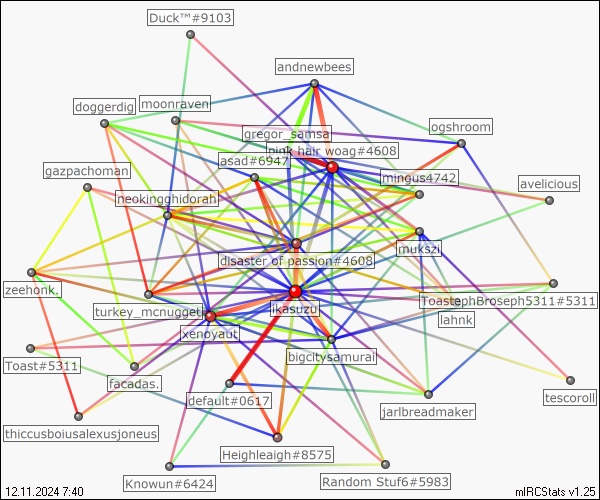 Duck™#9103
andnewbees
doggerdig
moonraven
ogshroom
gregor_samsa
pink hair woag#4608
asad#6947
gazpachoman
mingus4742
avelicious
neokingghidorah
mukszi
disaster of passion#4608
zeehonk.
turkey_mcnugget
ikasuzu
ToastephBroseph5311#5311
lahnk
xenoyaut
bigcitysamurai
Toast#5311
facadas.
default#0617
tescoroll
jarlbreadmaker
thiccusboiusalexusjoneus
Heighleaigh#8575
Knowun#6424
Random Stuf6#5983
12.11.2024 7:40
mIRCStats v1.25